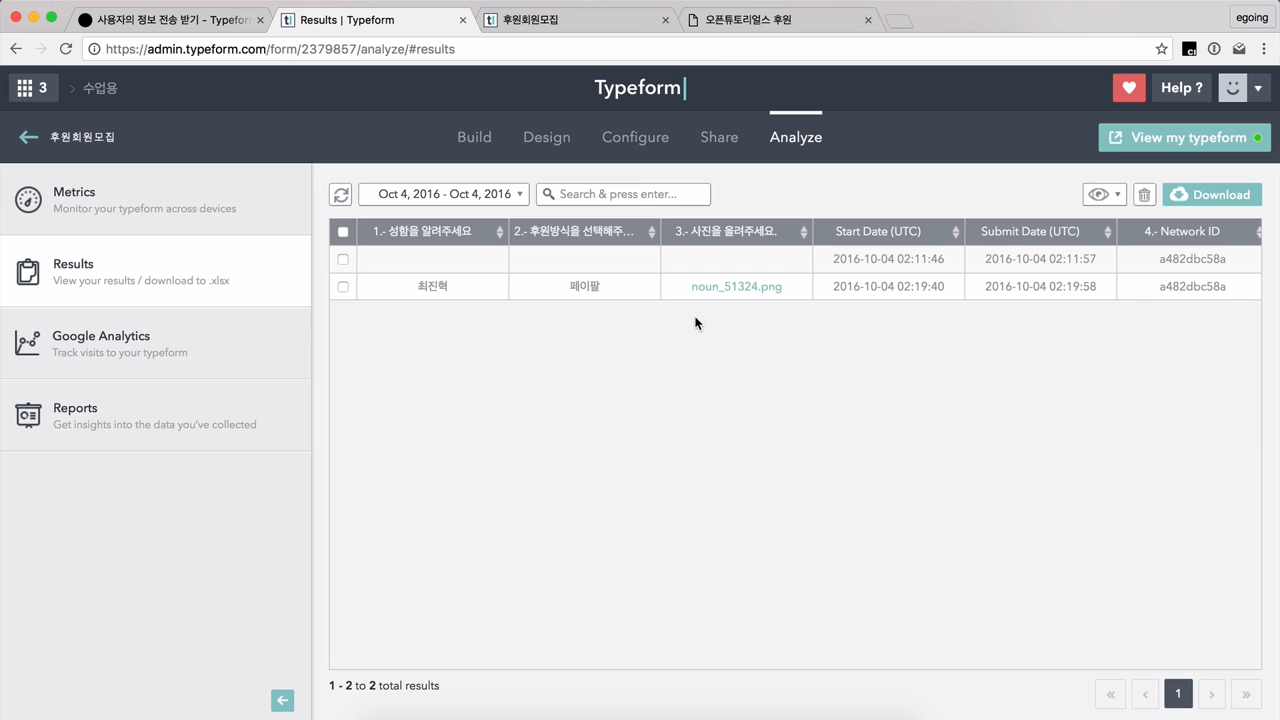 사용자의 정보 전송 받기 - Typefor
Results | Typeform
후원회원모집
오픈튜토리얼스 후원
egoing
https://admin.typeform.com/form/2379857/analyze/#results
3
수업용
Typeform
Help ?
후원회원모집
Build
Design
Configure
Share
Analyze
View my typeform
Metrics
Monitor your typeform across devices
Results
View your results / download to .xlsx
Google Analytics
Track visits to your typeform
Reports
Get insights into the data you've collected
Oct 4, 2016 - Oct 4, 2016
Search & press enter...
Download
1.- 성함을 알려주세요
2.- 후원방식을 선택해주...
3.- 사진을 올려주세요.
Start Date (UTC)
Submit Date (UTC)
4.- Network ID
2016-10-04 02:11:46
2016-10-04 02:11:57
a482dbc58a
최진혁
페이팔
noun_51324.png
2016-10-04 02:19:40
2016-10-04 02:19:58
a482dbc58a
1 - 2 to 2 total results
« ‹ 1 › »